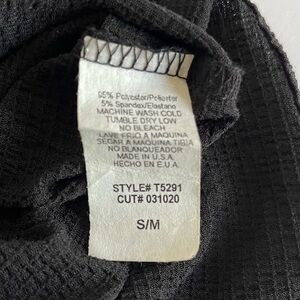 95% Polyester/Poliester
5% Spandex/Elastano
MACHINE WASH COLD
TUMBLE DRY LOW
NO BLEACH
LAVE FRIO A MAQUINA
SEGAR A MAQUINA TIBIA
NO BLANQUEADOR
MADE IN U.S.A.
HECHO EN E.U.A.
STYLE# T5291
CUT# 031020
S/M